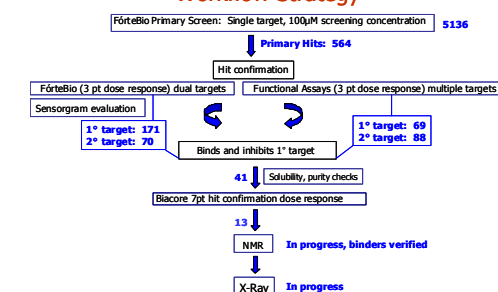 FórteBio Primary Screen: Single target, 100µM screening concentration
5136
Primary Hits: 564
Hit confirmation
FórteBio (3 pt dose response) dual targets
Functional Assays (3 pt dose response) multiple targets
Sensorgram evaluation
1° target: 171
2° target: 70
1° target: 69
2° target: 88
Binds and inhibits 1° target
41
Solubility, purity checks
Biacore 7pt hit confirmation dose response
13
NMR
In progress, binders verified
X-Ray
In progress